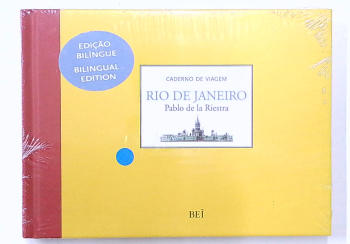 EDIÇÃO
BILÍNGUE
BILINGUAL
EDITION
CADERNO DE VIAGEM
RIO DE JANEIRO
Pablo de la Riestra
BEĨ